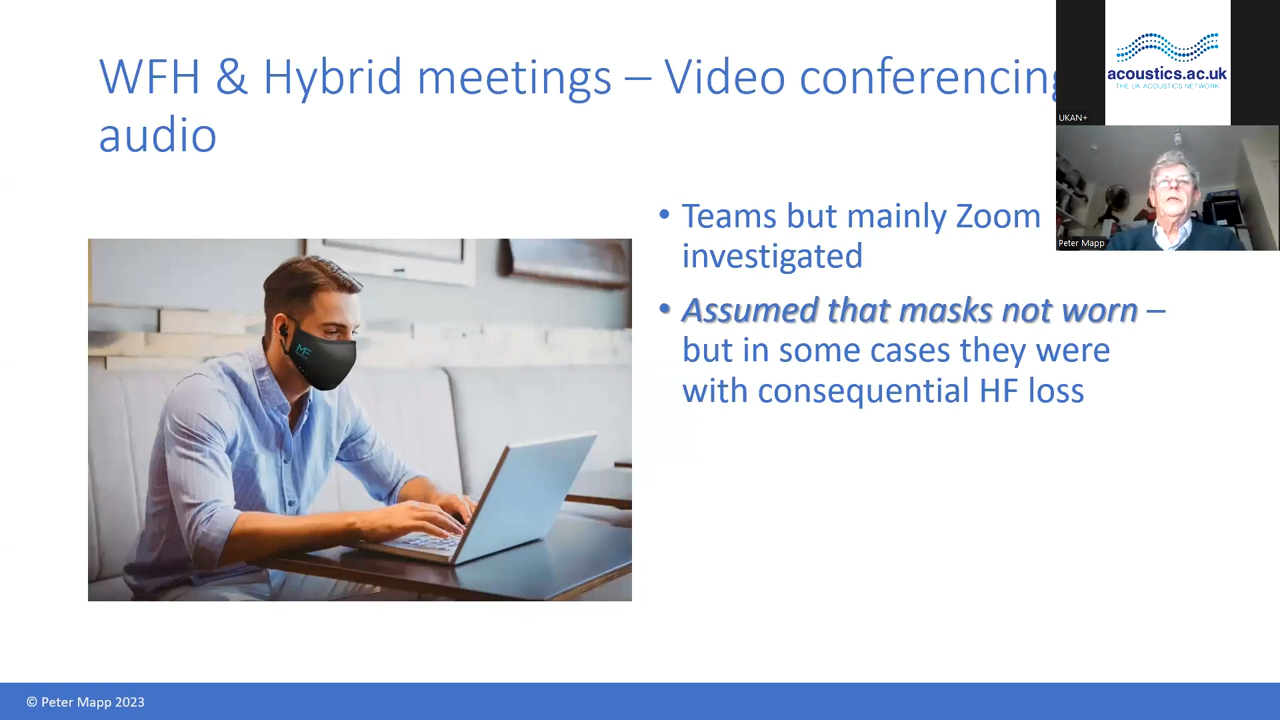 WFH & Hybrid meetings – Video conferencing
audio
acoustics.ac.uk
THE UK ACOUSTICS NETWORK
UKAN+
Peter Mapp
• Teams but mainly Zoom
investigated
• Assumed that masks not worn –
but in some cases they were
with consequential HF loss
MF
© Peter Mapp 2023